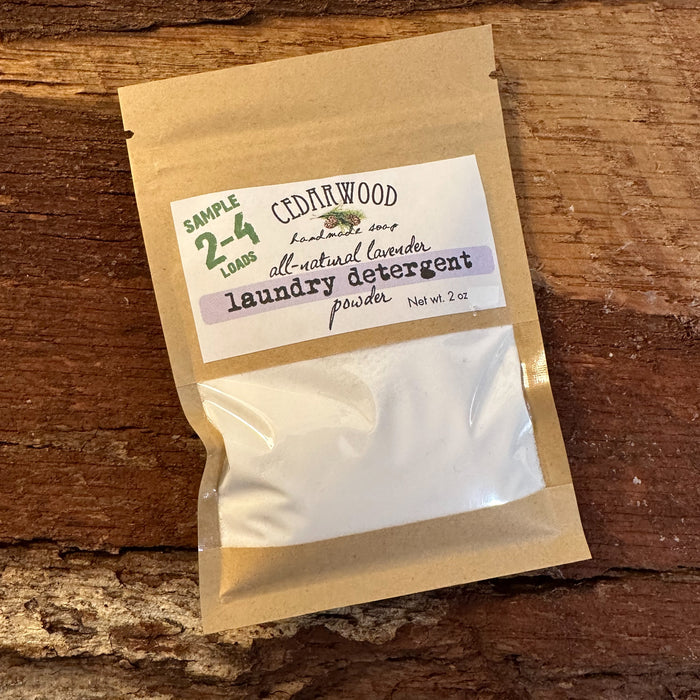 SAMPLE
2-4
LOADS
CEDARWOOD
handmade soap
all-natural lavender
laundry detergent
powder
Net wt. 2 oz